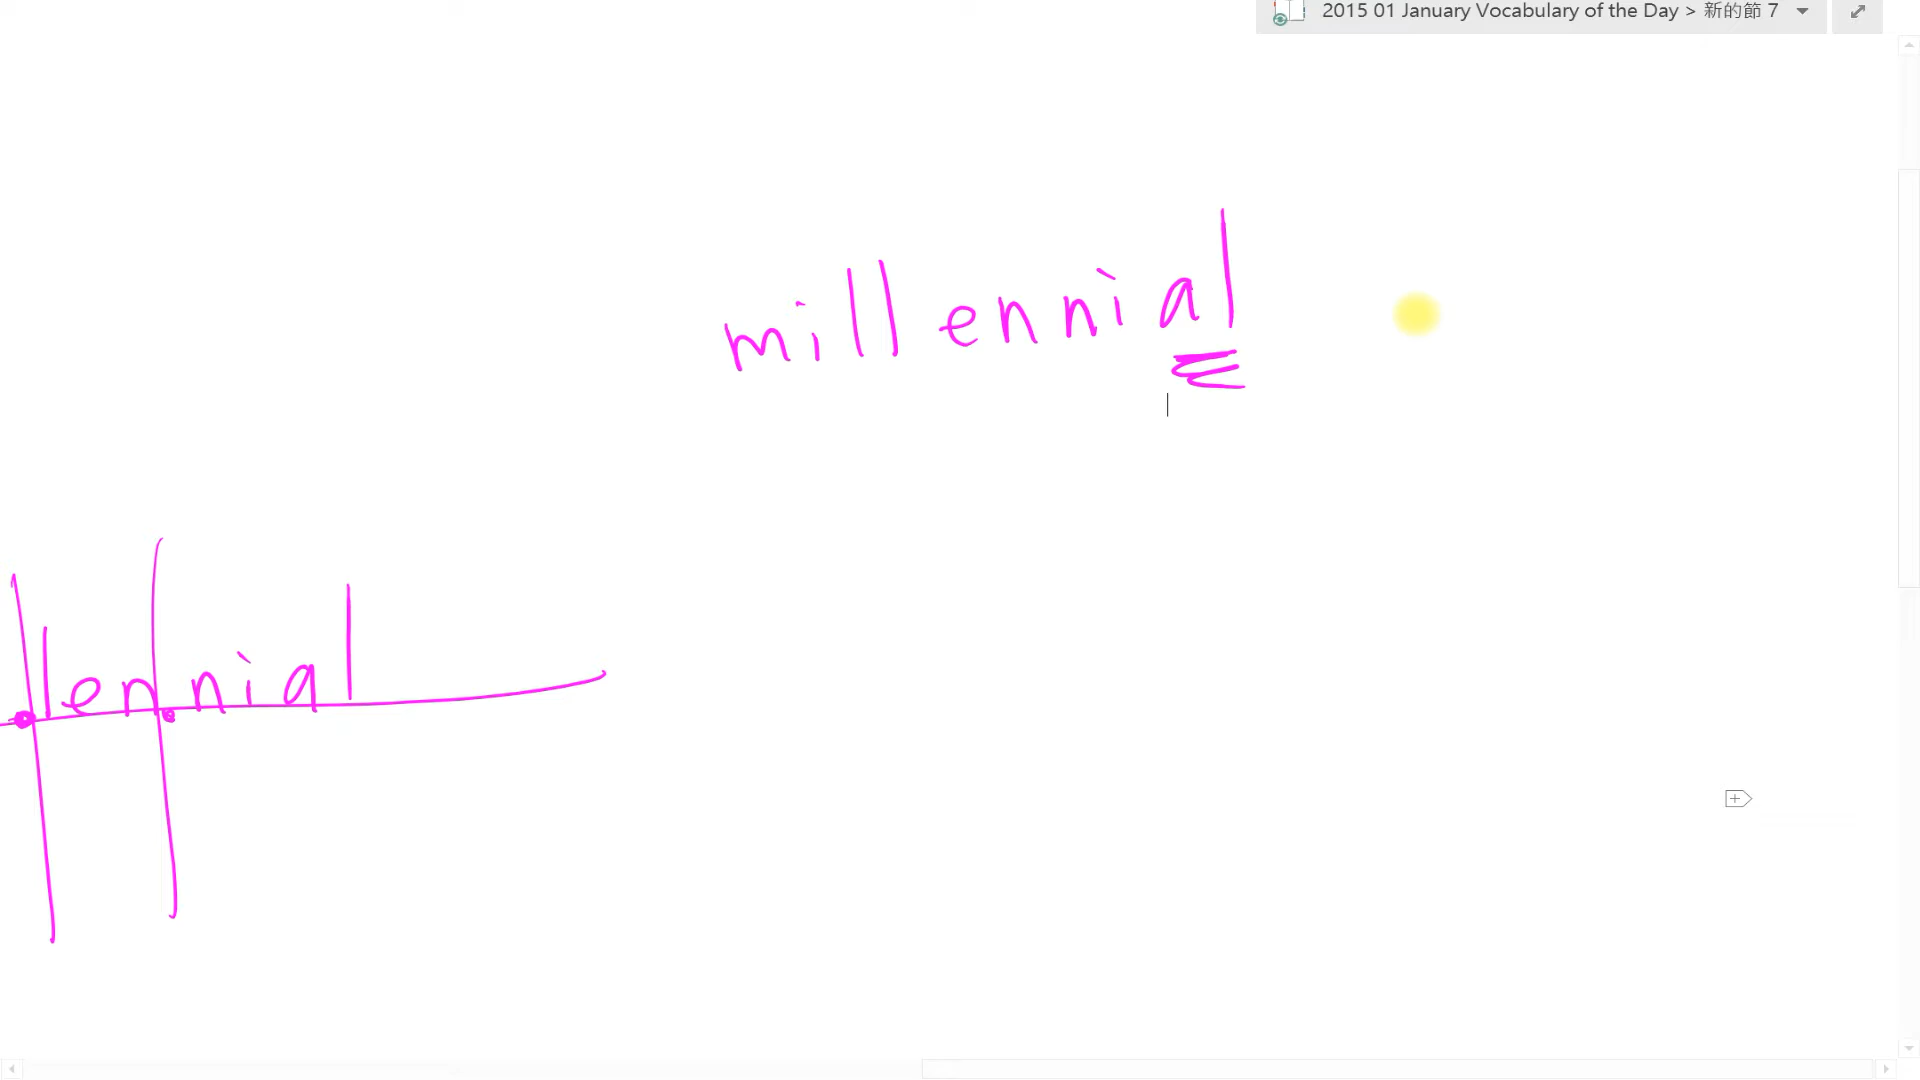 2015 01 January Vocabulary of the Day > 新的節 7
millennial
lennial